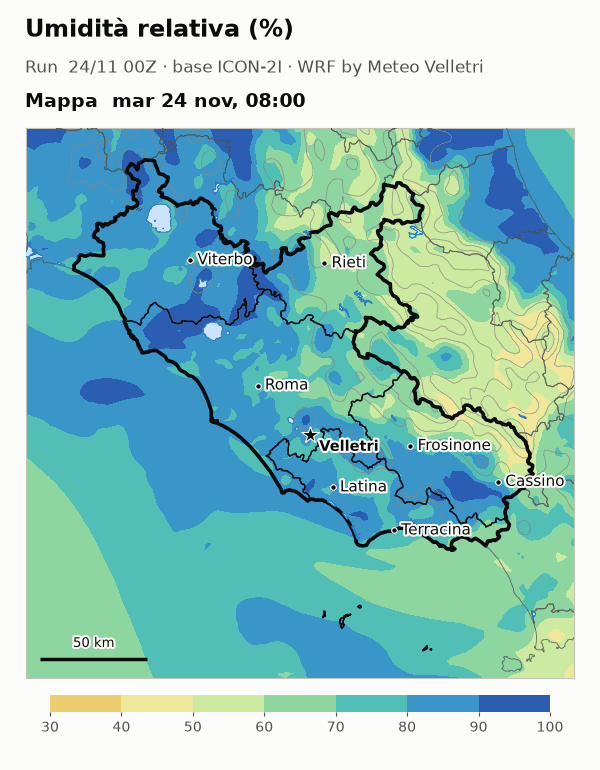 Umidità relativa (%)
Run  24/11 00Z · base ICON-2I · WRF by Meteo Velletri
Mappa  mar 24 nov, 08:00
Viterbo
Rieti
Roma
Velletri
Frosinone
Cassino
Latina
Terracina
50 km
30 40 50 60 70 80 90 100